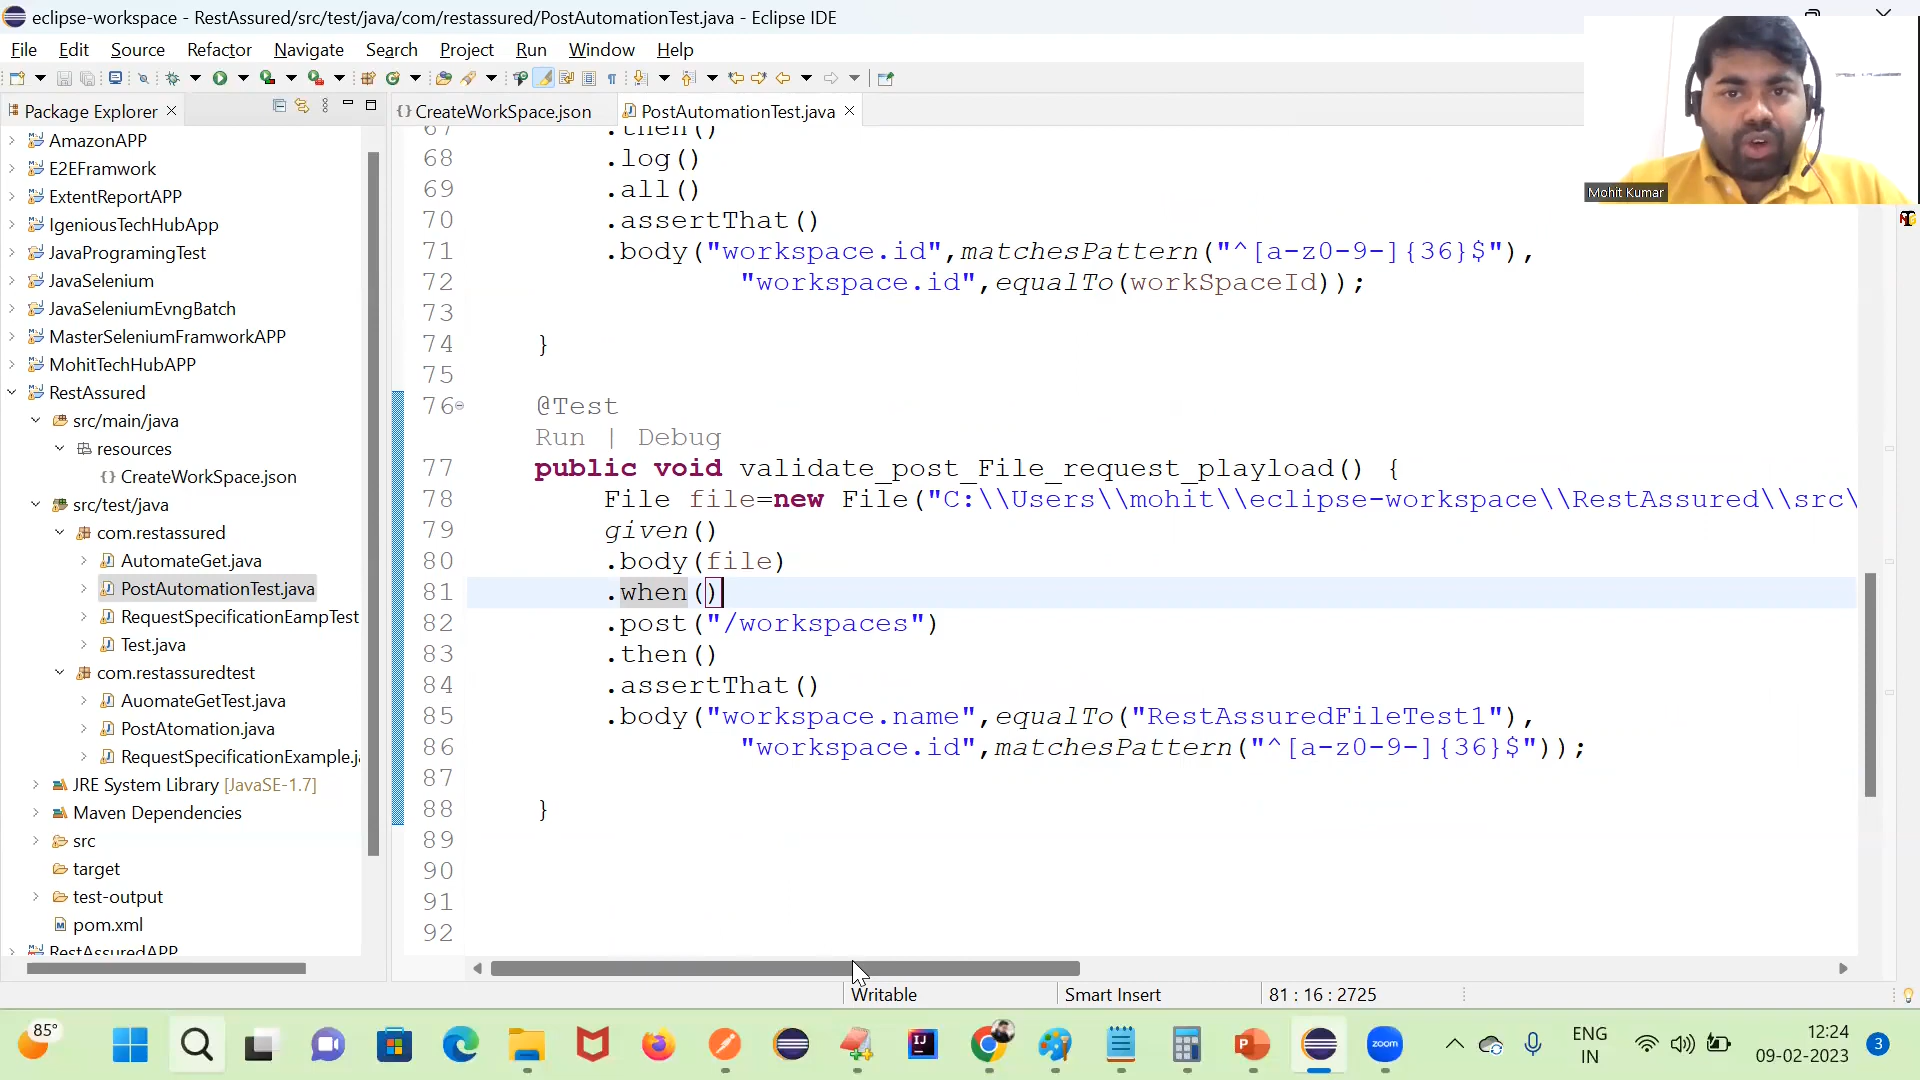 eclipse-workspace - RestAssured/src/test/java/com/restassured/PostAutomationTest.java - Eclipse IDE
File Edit Source Refactor Navigate Search Project Run Window Help
Package Explorer
CreateWorkSpace.json
PostAutomationTest.java
Mohit Kumar
AmazonAPP
E2EFramwork
ExtentReportAPP
IgeniousTechHubApp
JavaProgramingTest
JavaSelenium
JavaSeleniumEvngBatch
MasterSeleniumFramworkAPP
MohitTechHubAPP
RestAssured
src/main/java
resources
CreateWorkSpace.json
src/test/java
com.restassured
AutomateGet.java
PostAutomationTest.java
RequestSpecificationEampTest
Test.java
com.restassuredtest
AuomateGetTest.java
PostAtomation.java
RequestSpecificationExample.ja
JRE System Library [JavaSE-1.7]
Maven Dependencies
src
target
test-output
pom.xml
RestAssuredAPP
67 .then()
68 .log()
69 .all()
70 .assertThat()
71 .body("workspace.id",matchesPattern("^[a-z0-9-]{36}$"),
72 "workspace.id",equalTo(workSpaceId));
73
74 }
75
76 @Test
Run | Debug
77 public void validate_post_File_request_playload() {
78 File file=new File("C:\\Users\\mohit\\eclipse-workspace\\RestAssured\\src\
79 given()
80 .body(file)
81 .when()
82 .post("/workspaces")
83 .then()
84 .assertThat()
85 .body("workspace.name",equalTo("RestAssuredFileTest1"),
86 "workspace.id",matchesPattern("^[a-z0-9-]{36}$"));
87
88 }
89
90
91
92
Writable Smart Insert 81 : 16 : 2725
85°
zoom
ENG
IN
12:24
09-02-2023
3